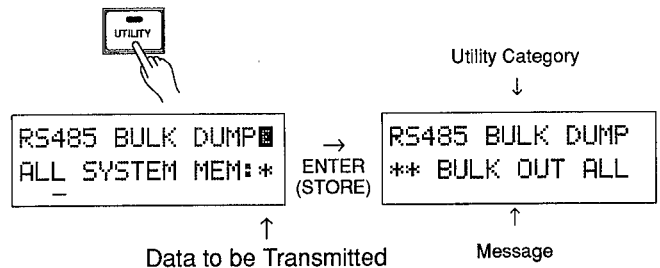 UTILITY
Utility Category
↓
RS485 BULK DUMP
ALL SYSTEM MEM:*
→
ENTER
(STORE)
RS485 BULK DUMP
** BULK OUT ALL
↑
Data to be Transmitted
↑
Message